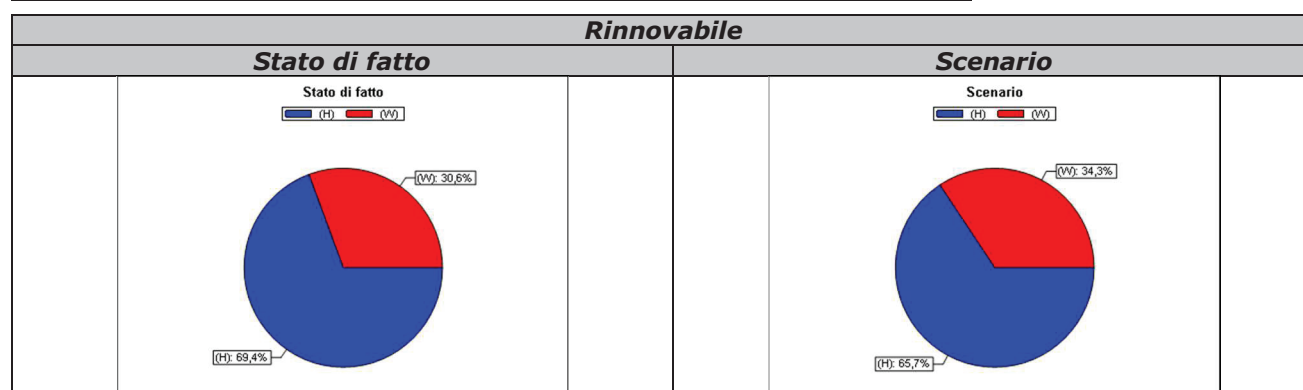 Rinnovabile
Stato di fatto Scenario
Stato di fatto
(H) (W)
(W): 30,6%
(H): 69,4%
Scenario
(H) (W)
(W): 34,3%
(H): 65,7%